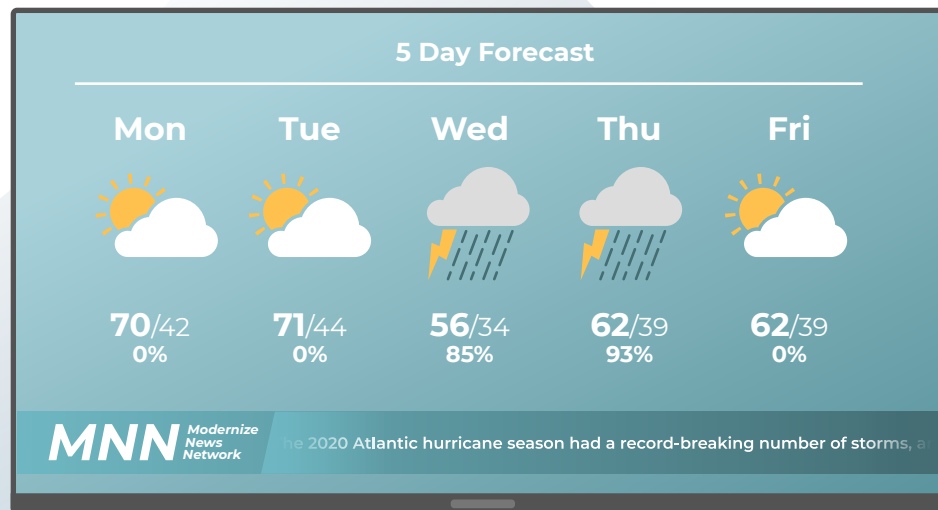 5 Day Forecast
Mon Tue Wed Thu Fri
70/42 71/44 56/34 62/39 62/39
0% 0% 85% 93% 0%
MNN
Modernize
News
Network
he 2020 Atlantic hurricane season had a record-breaking number of storms, a